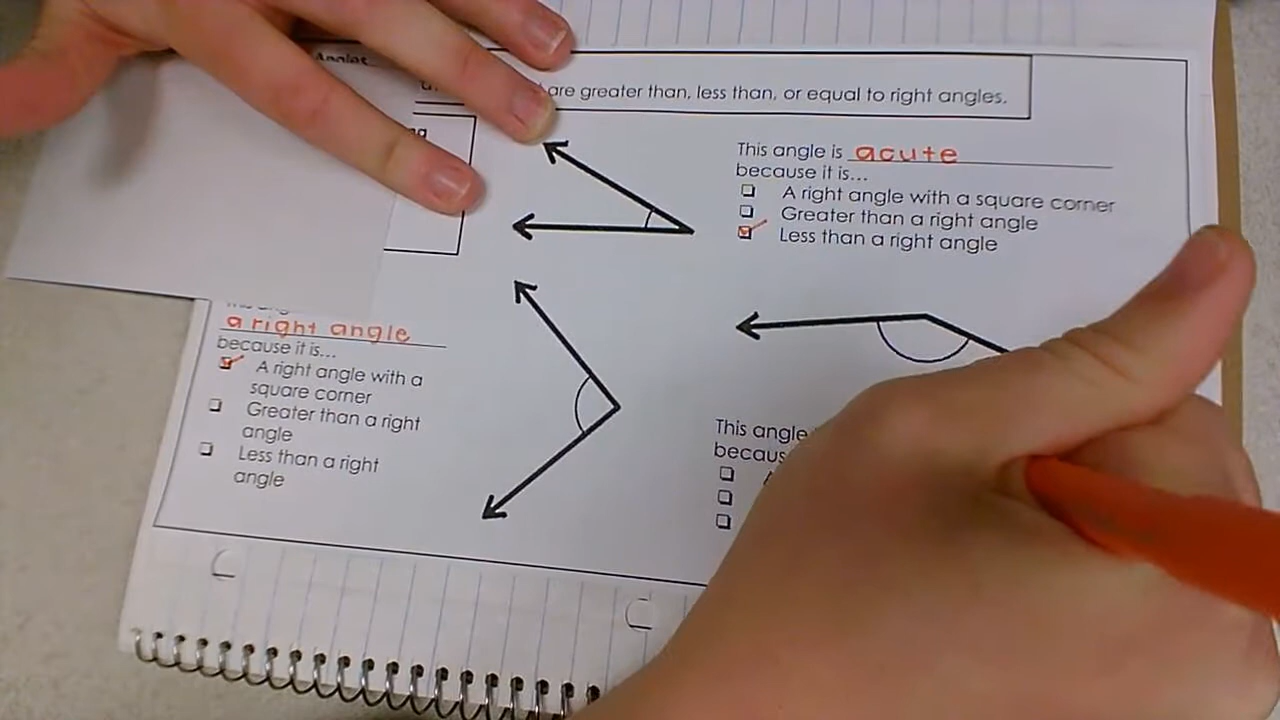 Angles
are greater than, less than, or equal to right angles.
This angle is acute
because it is...
A right angle with a square corner
Greater than a right angle
Less than a right angle
a right angle
because it is...
A right angle with a
square corner
Greater than a right
angle
Less than a right
angle
This angle
becaus